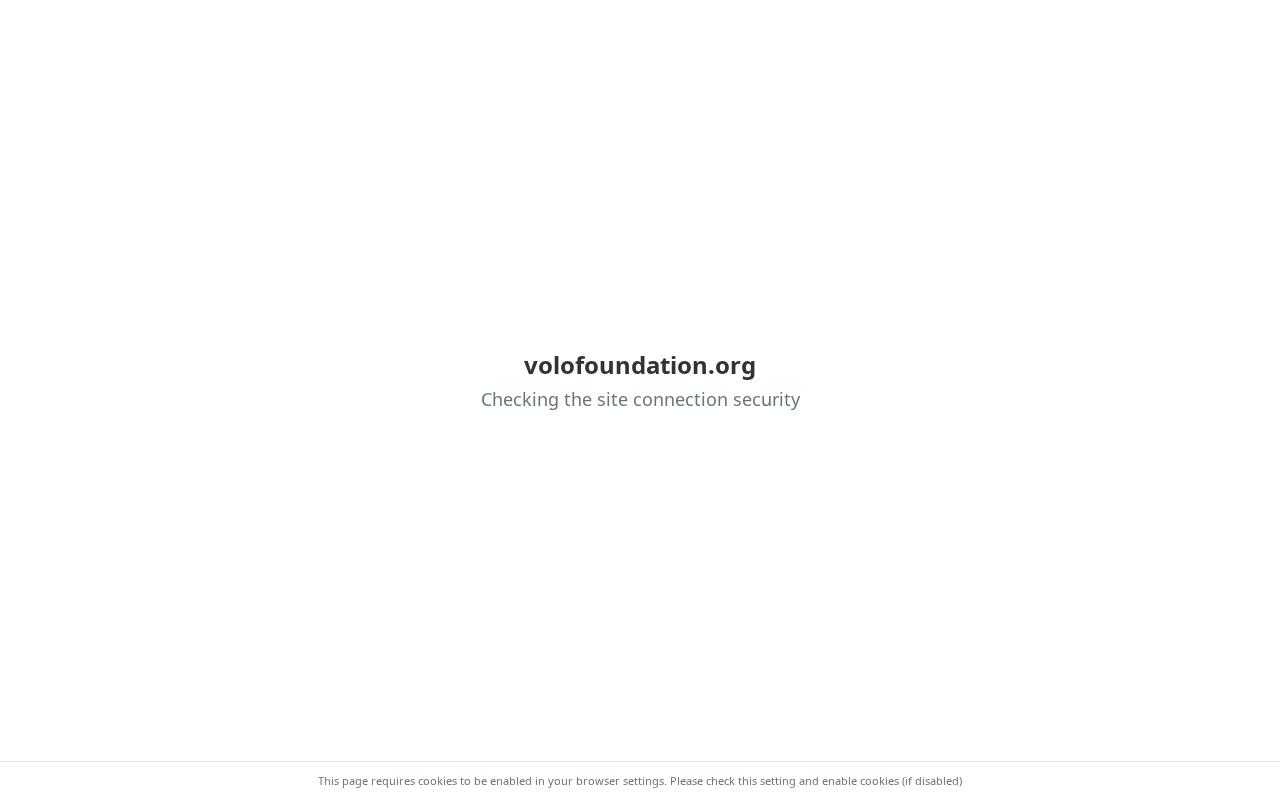 volofoundation.org
Checking the site connection security
This page requires cookies to be enabled in your browser settings. Please check this setting and enable cookies (if disabled)